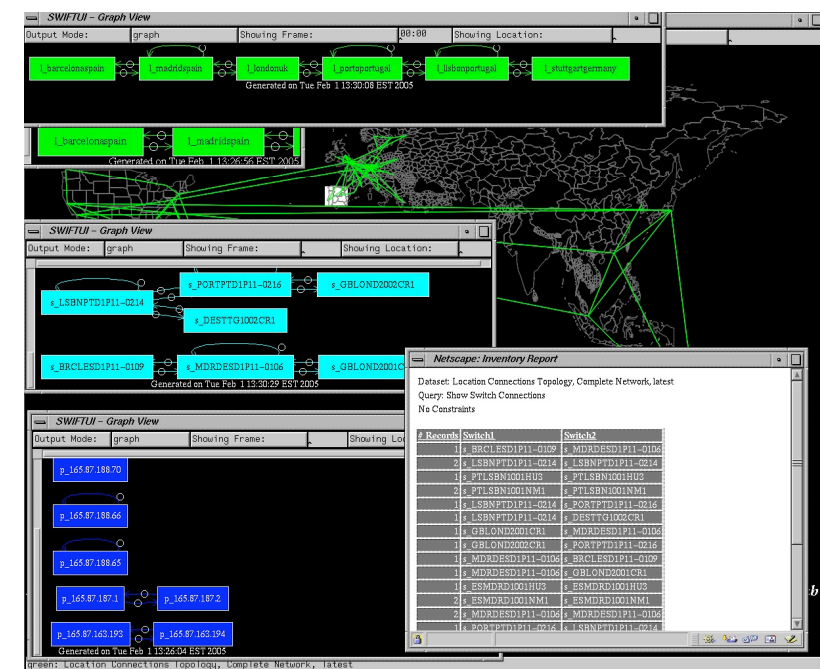 SWIFTUI – Graph View
Output Mode: graph Showing Frame: 00:00 Showing Location:
l_barcelonaspain l_madridspain l_londonuk l_portoportugal l_lisbonportugal l_stuttgartgermany
Generated on Tue Feb 1 13:30:08 EST 2005
l_barcelonaspain l_madridspain
Generated on Tue Feb 1 13:26:56 EST 2005
SWIFTUI – Graph View
Output Mode: graph Showing Frame: Showing Location:
s_PORTPTD1P11-0216 s_GBLOND2002CR1
s_LSBNPTD1P11-0214
s_DESTTG1002CR1
s_BRCLESD1P11-0109 s_MDRDESD1P11-0106 s_GBLOND2001C
Generated on Tue Feb 1 13:30:29 EST 2005
SWIFTUI – Graph View
Output Mode: graph Showing Frame: Showing Loc
p_165.87.188.70
p_165.87.188.66
p_165.87.188.65
p_165.87.187.1 p_165.87.187.2
p_165.87.163.193 p_165.87.163.194
Generated on Tue Feb 1 13:26:04 EST 2005
green: Location Connections Topology, Complete Network, latest
Netscape: Inventory Report
Dataset: Location Connections Topology, Complete Network, latest
Query: Show Switch Connections
No Constraints
# Records Switch1 Switch2
1 s_BRCLESD1P11-0109 s_MDRDESD1P11-0106
2 s_LSBNPTD1P11-0214 s_LSBNPTD1P11-0214
1 s_PTLSBN1001HU3 s_PTLSBN1001HU3
2 s_PTLSBN1001NM1 s_PTLSBN1001NM1
1 s_LSBNPTD1P11-0214 s_PORTPTD1P11-0216
1 s_LSBNPTD1P11-0214 s_DESTTG1002CR1
1 s_GBLOND2001CR1 s_MDRDESD1P11-0106
1 s_GBLOND2002CR1 s_PORTPTD1P11-0216
1 s_MDRDESD1P11-0106 s_BRCLESD1P11-0109
1 s_MDRDESD1P11-0106 s_GBLOND2001CR1
1 s_ESMDRD1001HU3 s_ESMDRD1001HU3
2 s_ESMDRD1001NM1 s_ESMDRD1001NM1
2 s_MDRDESD1P11-0106 s_MDRDESD1P11-0106
1 s_PORTPTD1P11-0216 s_LSBNPTD1P11-0214